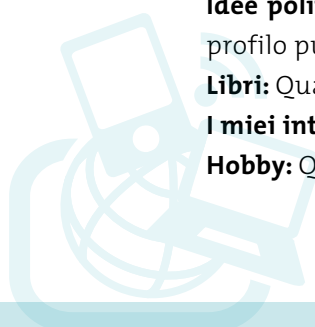 Idee poli
profilo pu
Libri: Qua
I miei int
Hobby: Q